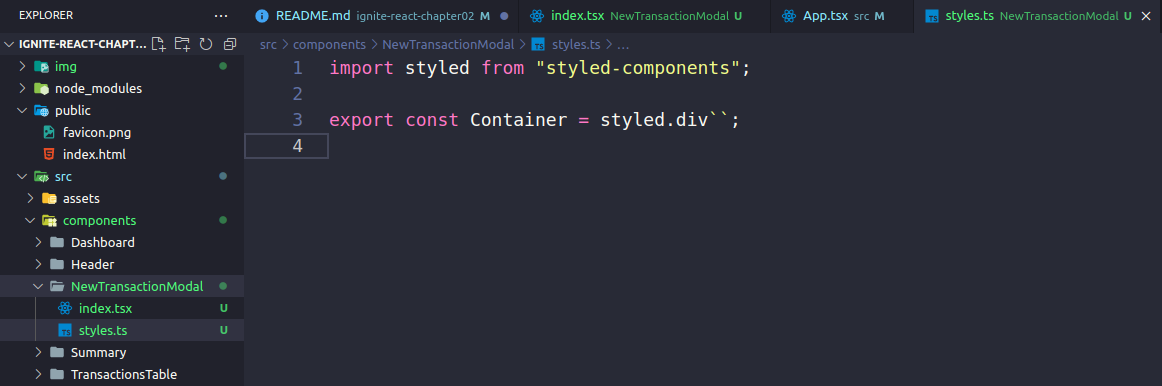 EXPLORER ...
README.md ignite-react-chapter02 M
index.tsx NewTransactionModal U
App.tsx src M
styles.ts NewTransactionModal U
IGNITE-REACT-CHAPT...
img
node_modules
public
favicon.png
index.html
src
assets
components
Dashboard
Header
NewTransactionModal
index.tsx U
styles.ts U
Summary
TransactionsTable
src > components > NewTransactionModal > TS styles.ts > ...
1 import styled from "styled-components";
2
3 export const Container = styled.div``;
4